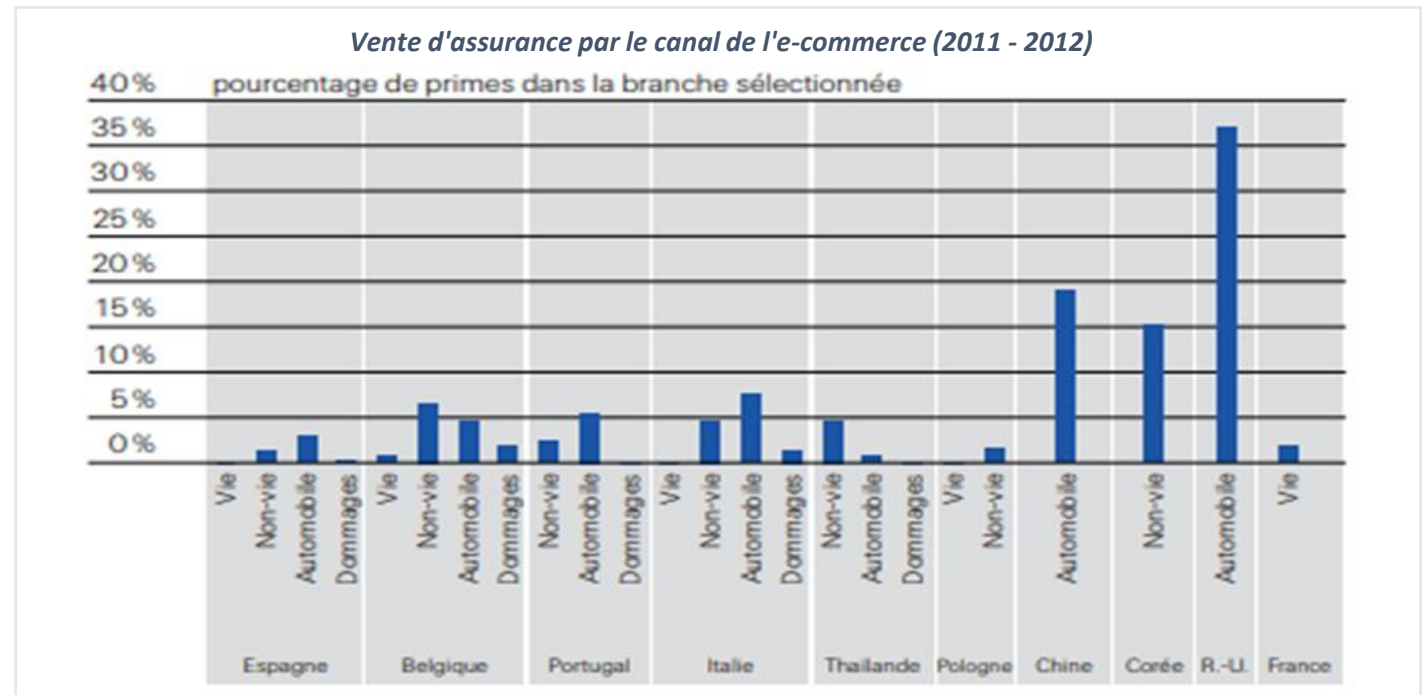 Vente d'assurance par le canal de l'e-commerce (2011 - 2012)
40 % pourcentage de primes dans la branche sélectionnée
35 %
30 %
25 %
20 %
15 %
10 %
5 %
0 %
Vie Non-vie Automobile Dommages Vie Non-vie Automobile Dommages Non-vie Automobile Dommages Vie Non-vie Automobile Dommages Non-vie Automobile Dommages Vie Non-vie Automobile Non-vie Automobile Vie
Espagne Belgique Portugal Italie Thaïlande Pologne Chine Corée R.-U. France